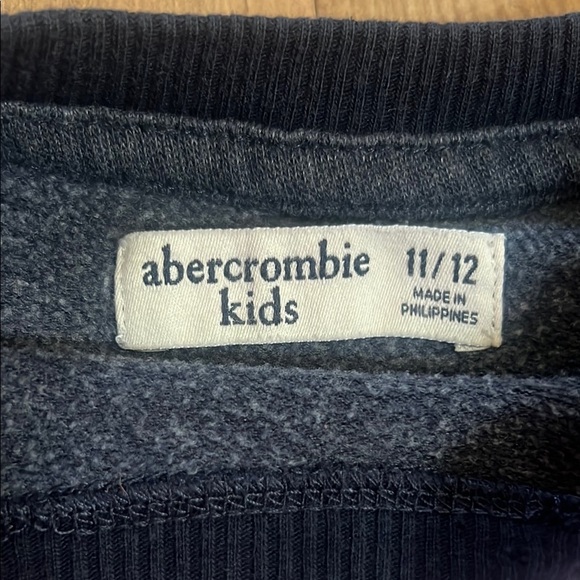 abercrombie
kids
11/12
MADE IN
PHILIPPINES